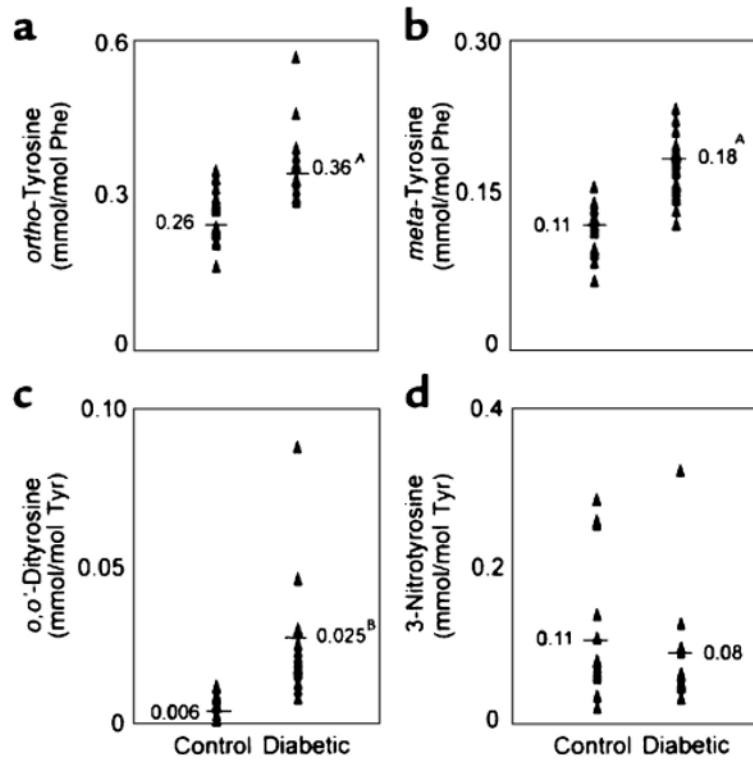 a
0.6
0.3
0
ortho-Tyrosine
(mmol/mol Phe)
0.26
0.36 A
b
0.30
0.15
0
meta-Tyrosine
(mmol/mol Phe)
0.11
0.18 A
c
0.10
0.05
0
o,o'-Dityrosine
(mmol/mol Tyr)
0.006
0.025 B
Control Diabetic
d
0.4
0.2
0
3-Nitrotyrosine
(mmol/mol Tyr)
0.11
0.08
Control Diabetic